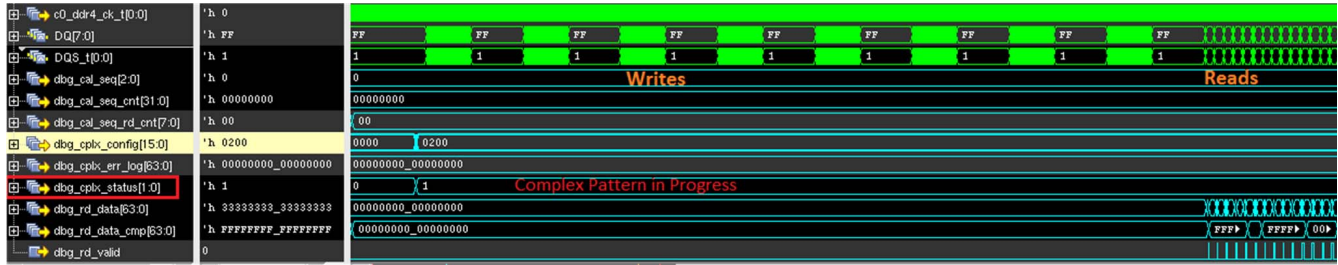 c0_ddr4_ck_t[0:0] 'h 0
DQ[7:0] 'h FF FF FF FF FF FF FF FF FF
DQS_t[0:0] 'h 1 1 1 1 1 1 1 1 1
dbg_cal_seq[2:0] 'h 0 0 Writes Reads
dbg_cal_seq_cnt[31:0] 'h 00000000 00000000
dbg_cal_seq_rd_cnt[7:0] 'h 00 00
dbg_cplx_config[15:0] 'h 0200 0000 0200
dbg_cplx_err_log[63:0] 'h 00000000_00000000 00000000_00000000
dbg_cplx_status[1:0] 'h 1 0 1 Complex Pattern in Progress
dbg_rd_data[63:0] 'h 33333333_33333333 00000000_00000000
dbg_rd_data_cmp[63:0] 'h FFFFFFFF_FFFFFFFF 00000000_00000000 FFF FFFF 00
dbg_rd_valid 0